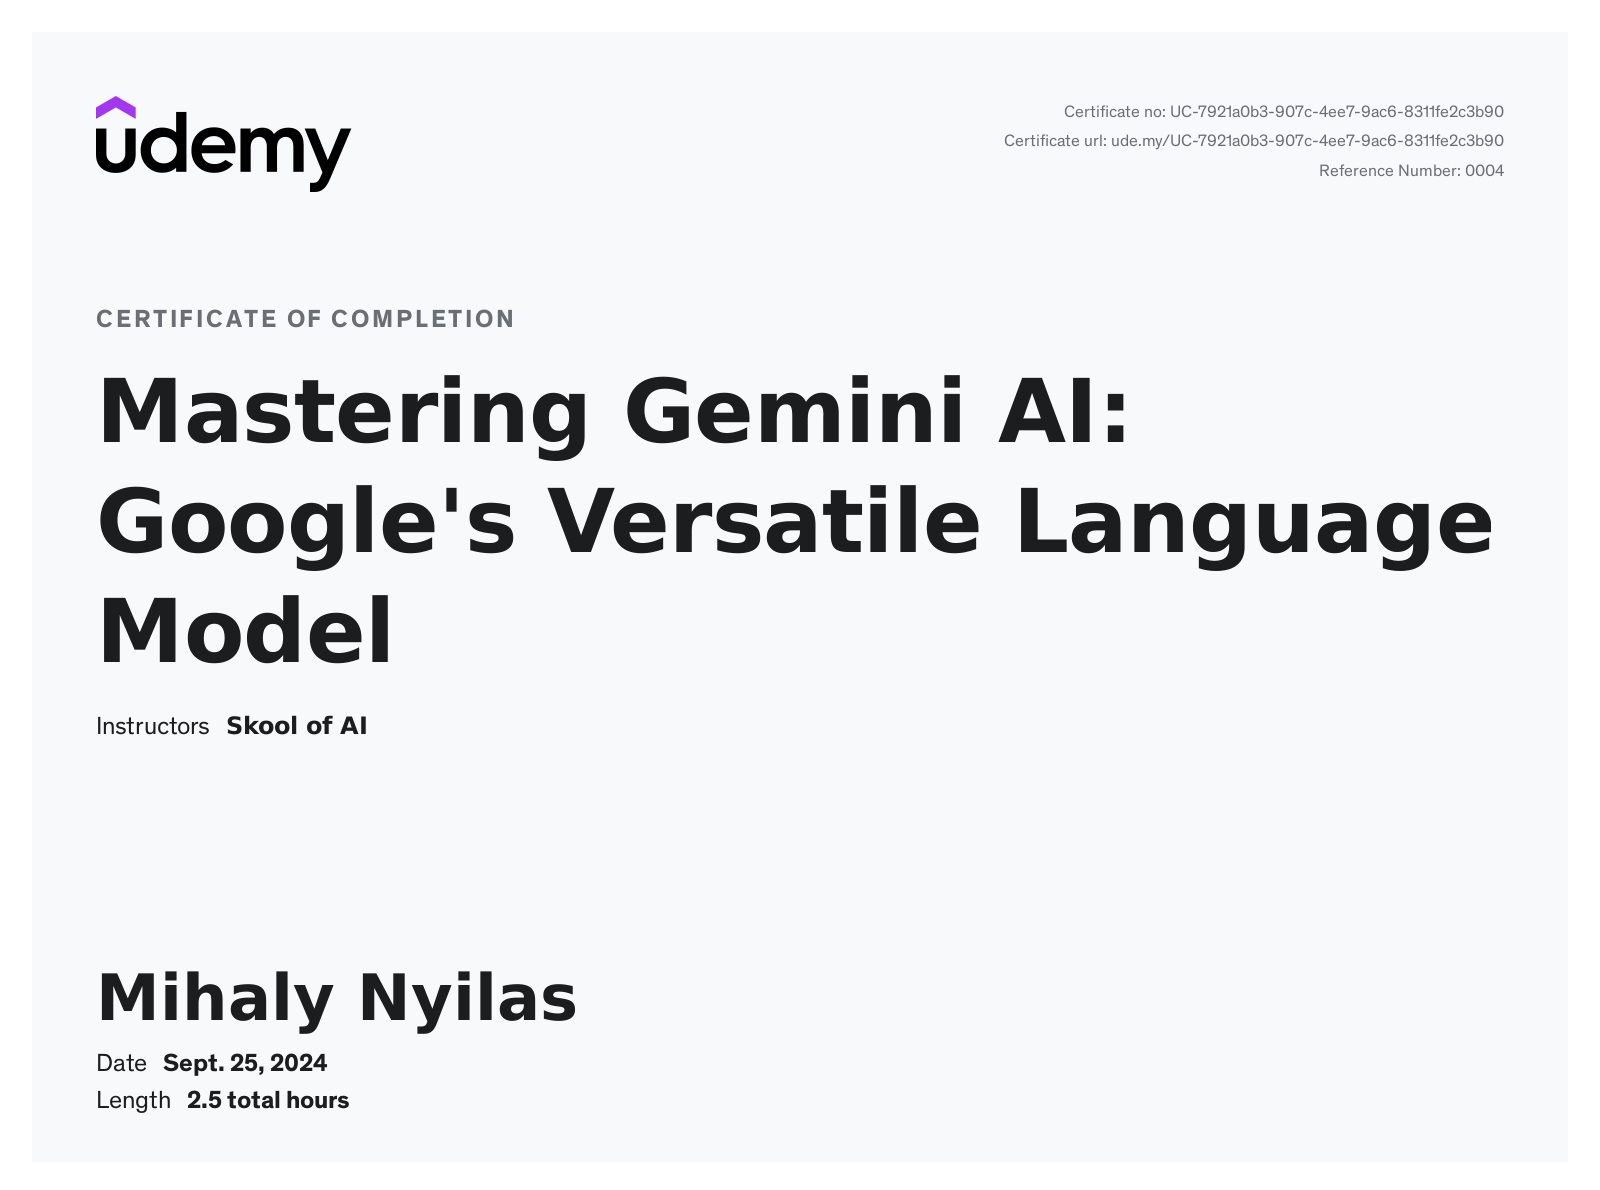 udemy
Certificate no: UC-7921a0b3-907c-4ee7-9ac6-8311fe2c3b90
Certificate url: ude.my/UC-7921a0b3-907c-4ee7-9ac6-8311fe2c3b90
Reference Number: 0004
CERTIFICATE OF COMPLETION
Mastering Gemini AI:
Google's Versatile Language
Model
Instructors Skool of AI
Mihaly Nyilas
Date Sept. 25, 2024
Length 2.5 total hours